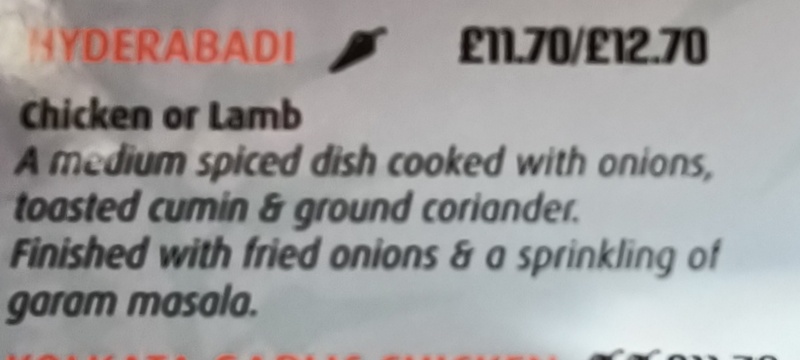 HYDERABADI £11.70/£12.70
Chicken or Lamb
A medium spiced dish cooked with onions,
toasted cumin & ground coriander.
Finished with fried onions & a sprinkling of
garam masala.